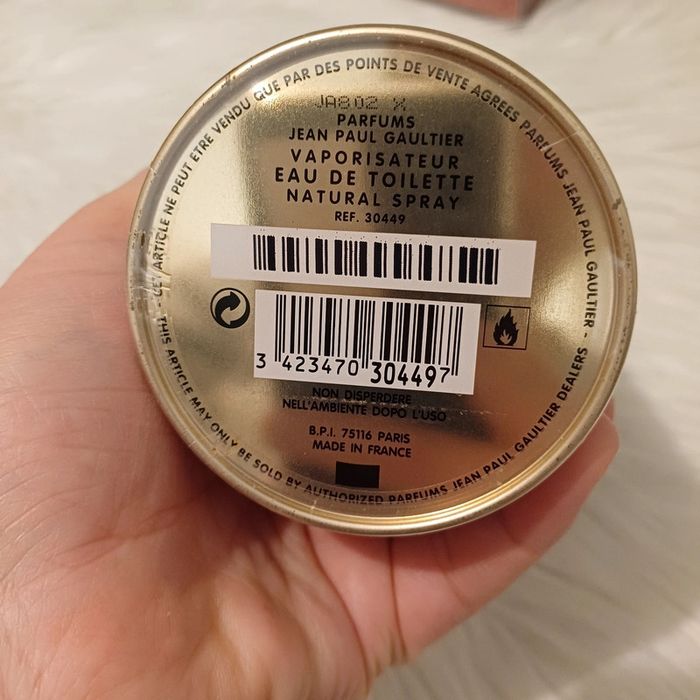 CET ARTICLE NE PEUT ETRE VENDU QUE PAR DES POINTS DE VENTE AGREES PARFUMS JEAN PAUL GAULTIER -
THIS ARTICLE MAY ONLY BE SOLD BY AUTHORIZED PARFUMS JEAN PAUL GAULTIER DEALERS -
JA802 X
PARFUMS
JEAN PAUL GAULTIER
VAPORISATEUR
EAU DE TOILETTE
NATURAL SPRAY
REF. 30449
3 423470 304497
NON DISPERDERE
NELL'AMBIENTE DOPO L'USO
B.P.I. 75116 PARIS
MADE IN FRANCE